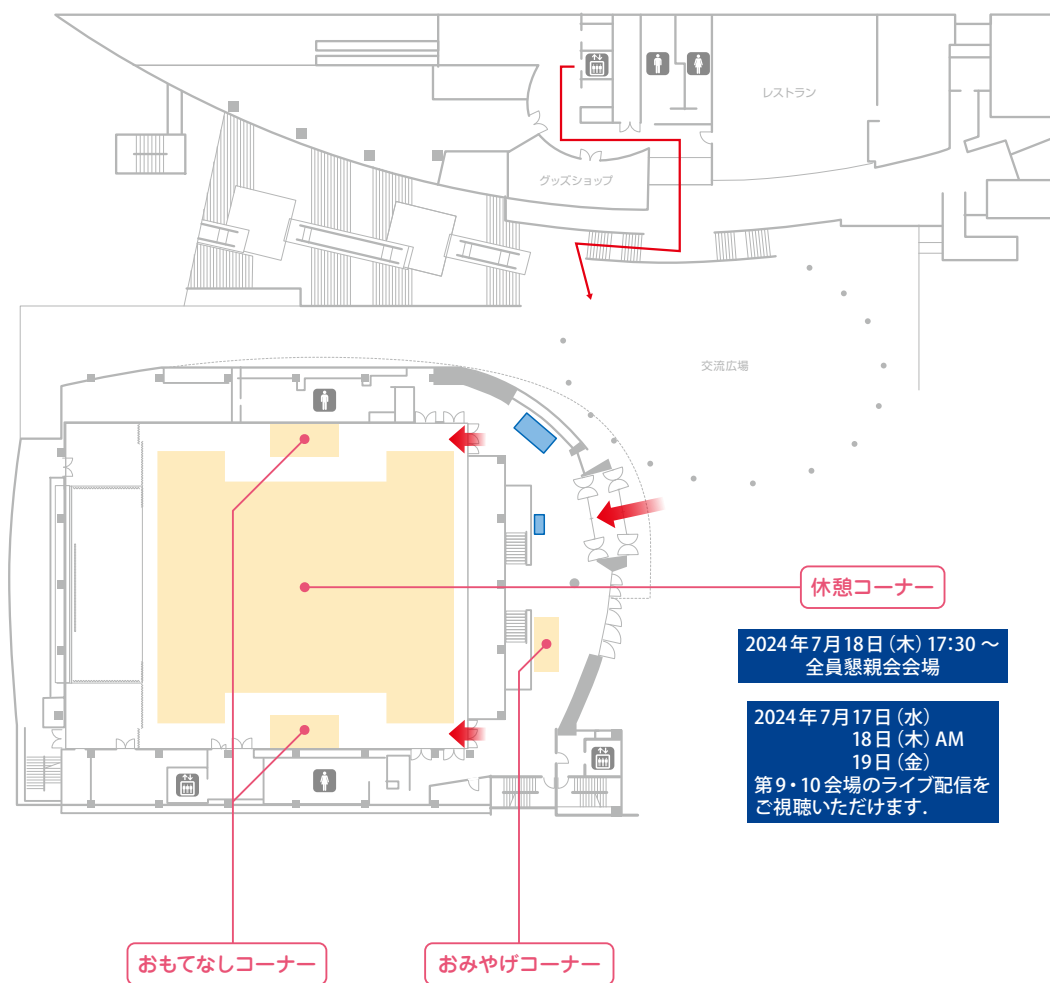 レストラン
グッズショップ
交流広場
休憩コーナー
2024年7月18日（木）17:30～
全員懇親会会場
2024年7月17日（水）
18日（木）AM
19日（金）
第9・10会場のライブ配信を
ご視聴いただけます.
おもてなしコーナー
おみやげコーナー